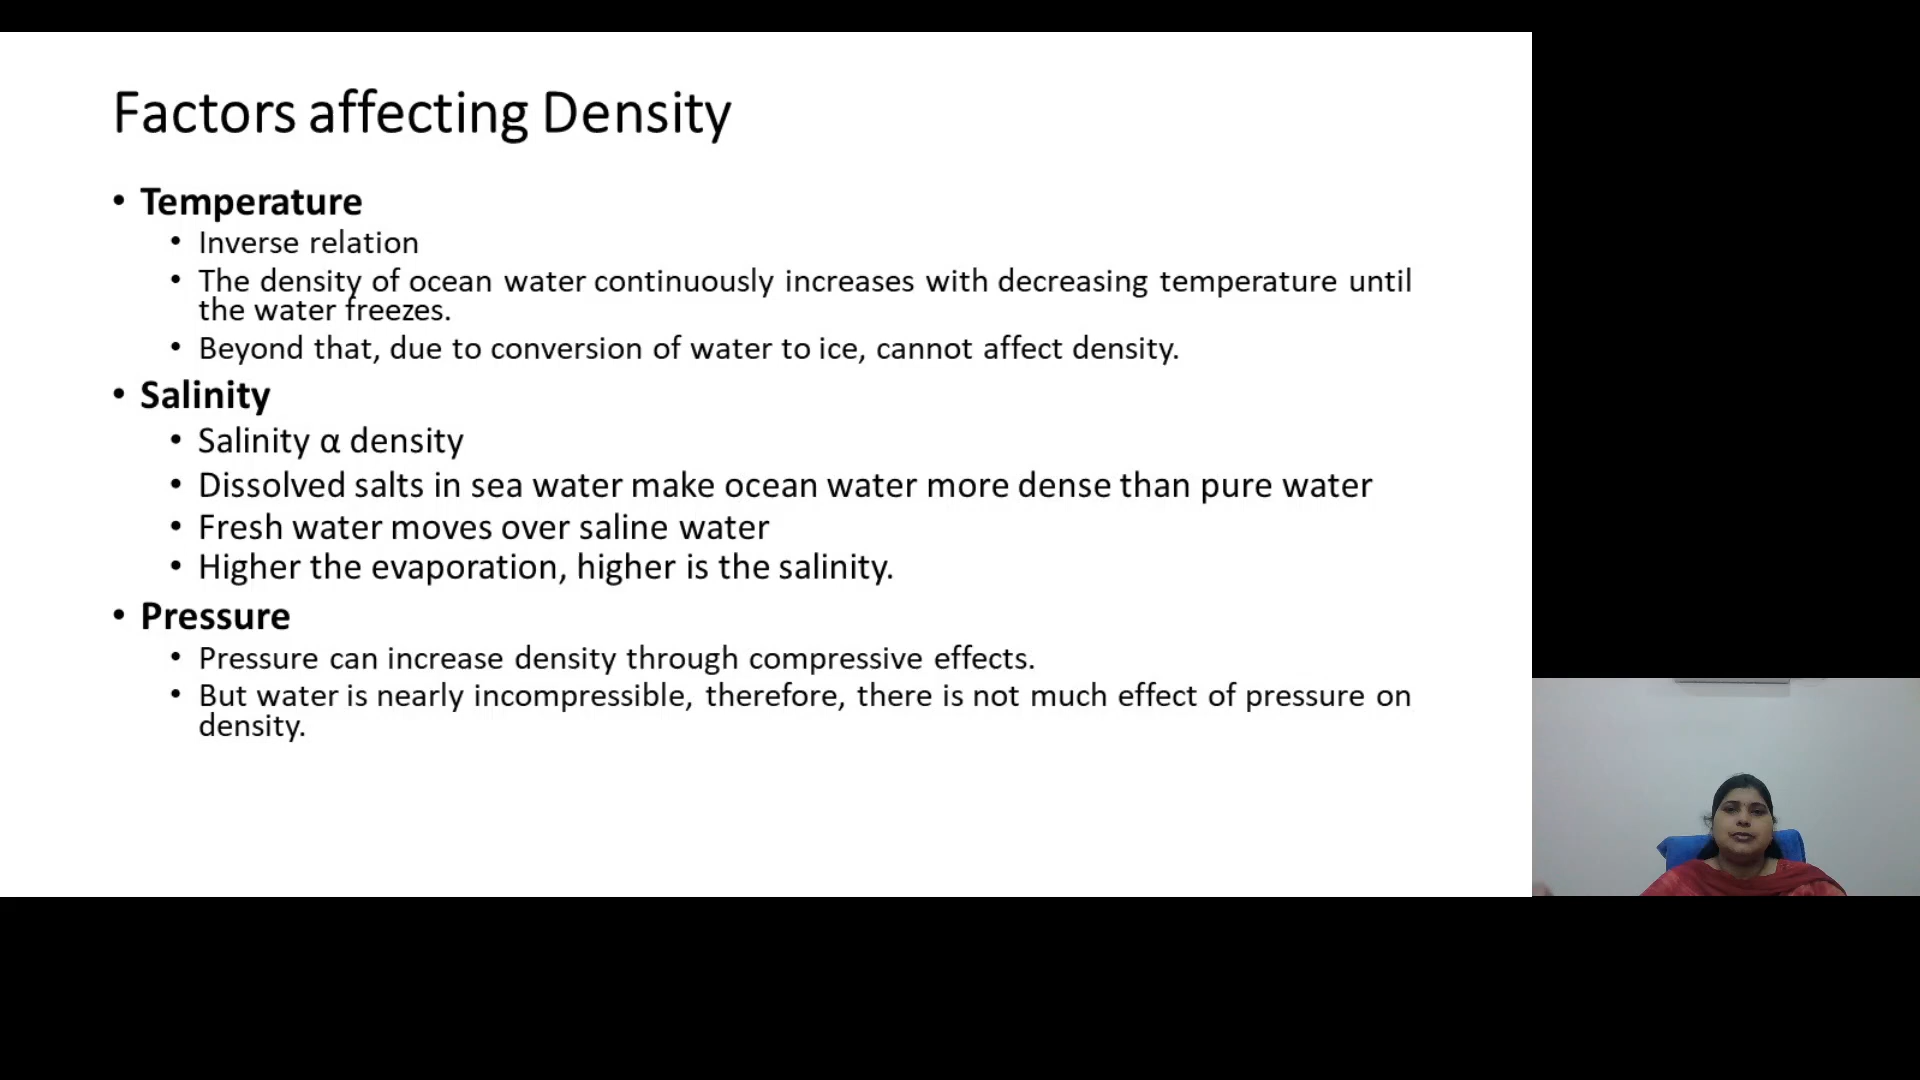 Factors affecting Density
• Temperature
• Inverse relation
• The density of ocean water continuously increases with decreasing temperature until
the water freezes.
• Beyond that, due to conversion of water to ice, cannot affect density.
• Salinity
• Salinity α density
• Dissolved salts in sea water make ocean water more dense than pure water
• Fresh water moves over saline water
• Higher the evaporation, higher is the salinity.
• Pressure
• Pressure can increase density through compressive effects.
• But water is nearly incompressible, therefore, there is not much effect of pressure on
density.